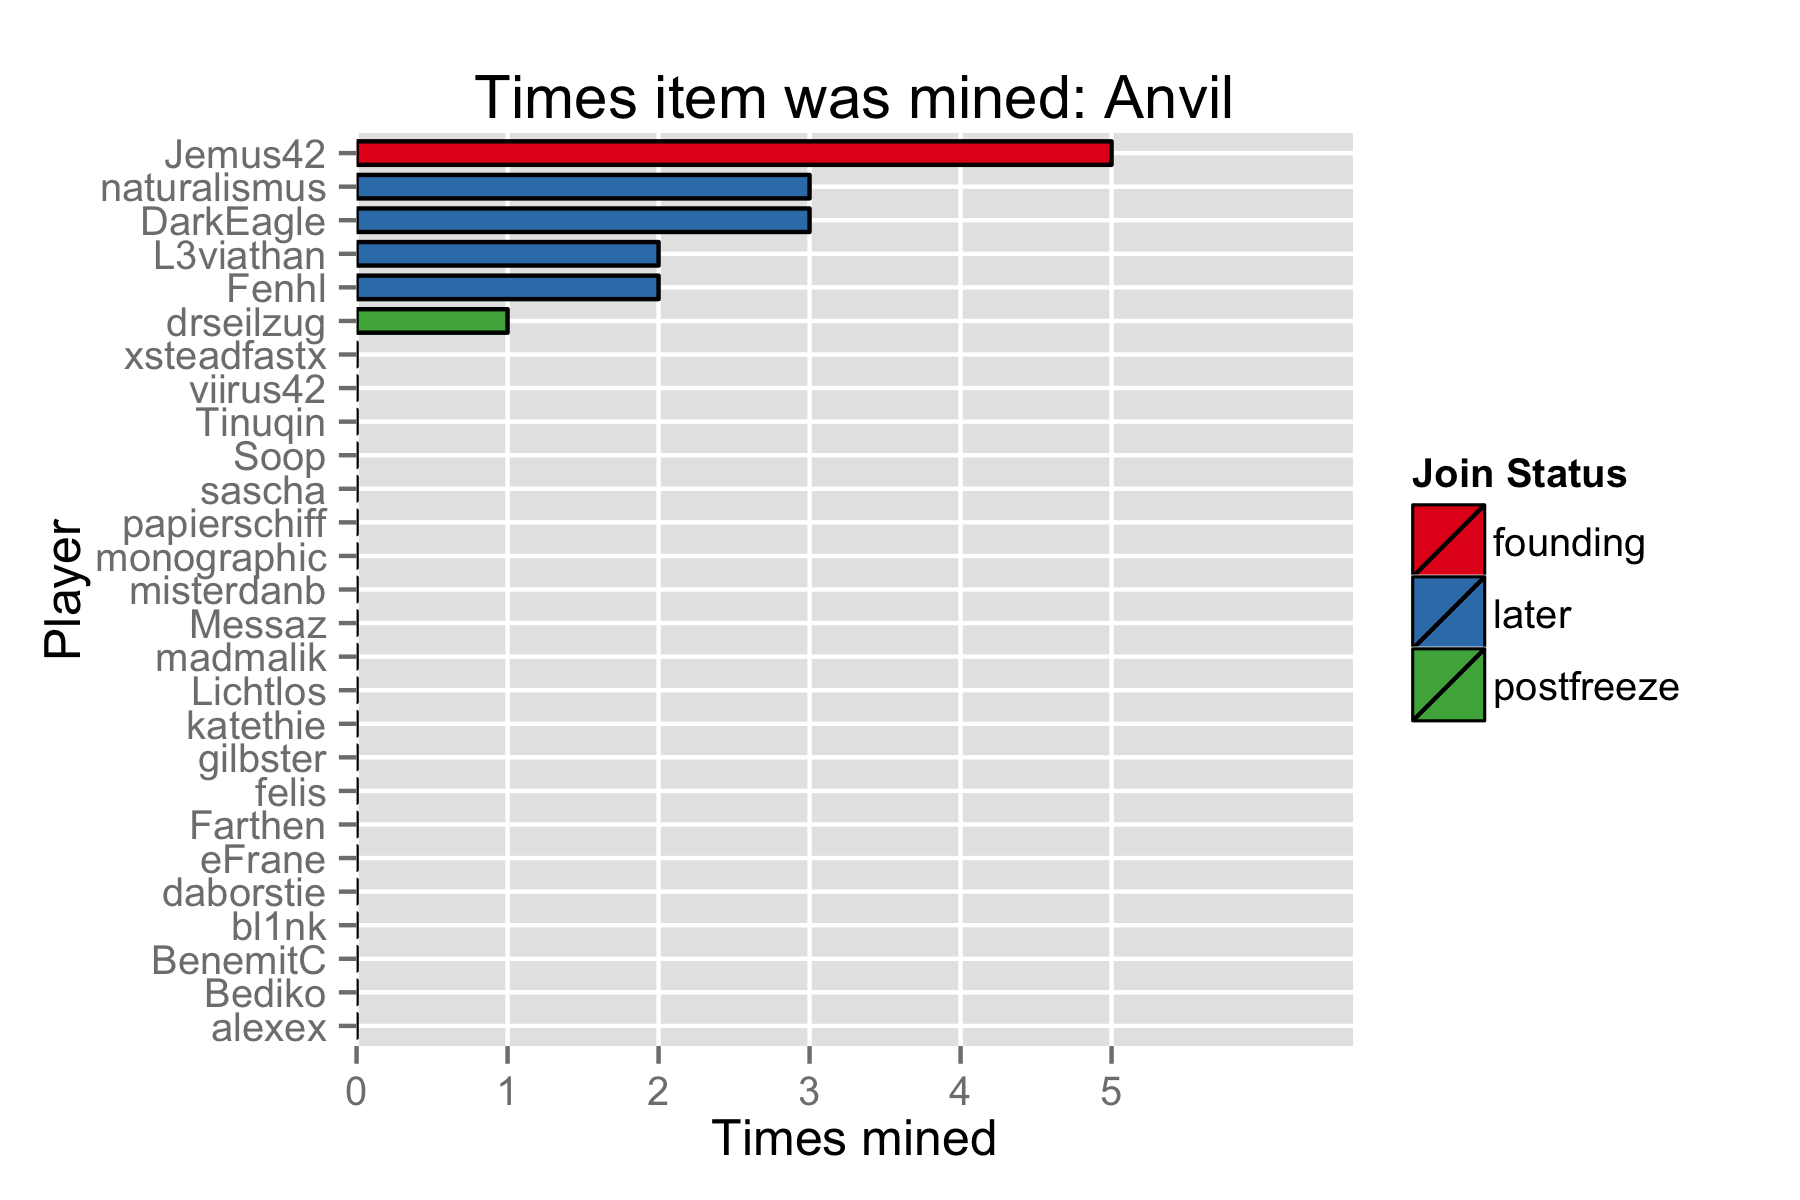 Times item was mined: Anvil
Jemus42
naturalismus
DarkEagle
L3viathan
Fenhl
drseilzug
xsteadfastx
viirus42
Tinuqin
Soop
sascha
papierschiff
monographic
misterdanb
Messaz
madmalik
Lichtlos
katethie
gilbster
felis
Farthen
eFrane
daborstie
bl1nk
BenemitC
Bediko
alexex
Player
0 1 2 3 4 5
Times mined
Join Status
founding
later
postfreeze